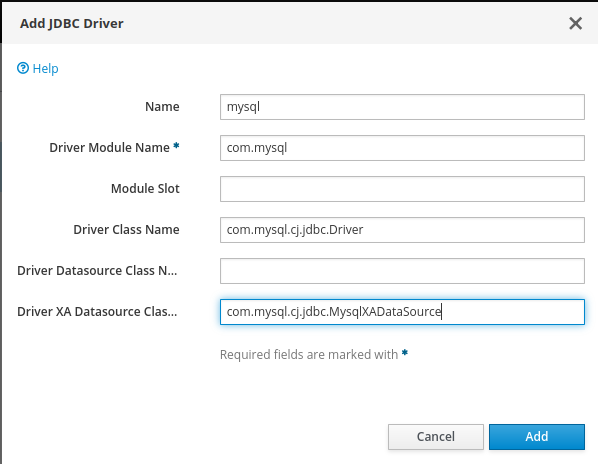 Add JDBC Driver
Help
Name mysql
Driver Module Name * com.mysql
Module Slot
Driver Class Name com.mysql.cj.jdbc.Driver
Driver Datasource Class N...
Driver XA Datasource Clas... com.mysql.cj.jdbc.MysqlXADataSource
Required fields are marked with *
Cancel Add